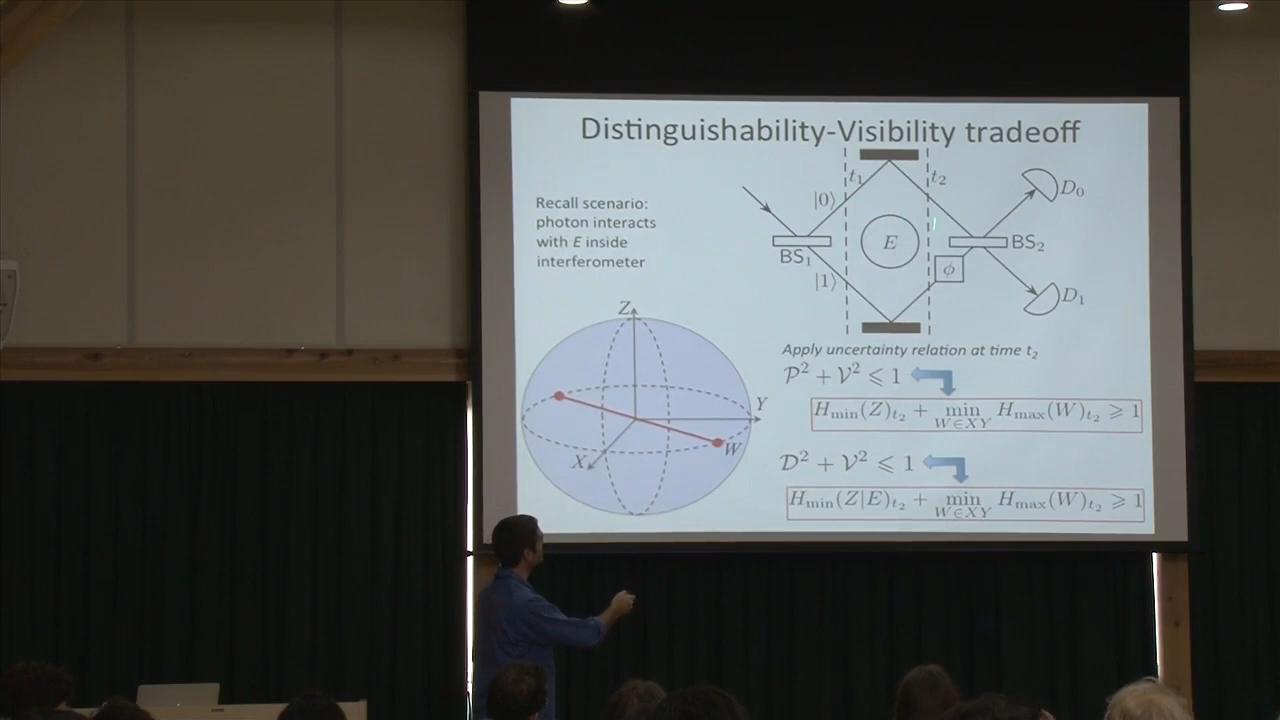 Distinguishability-Visibility tradeoff
Recall scenario:
photon interacts
with E inside
interferometer
t₁
t₂
|0⟩
|1⟩
BS₁
E
ϕ
BS₂
D₀
D₁
Z
Y
X
W
Apply uncertainty relation at time t₂
𝒫² + 𝒱² ⩽ 1
H_min(Z)_t₂ + min_{W∈XY} H_max(W)_t₂ ⩾ 1
𝒟² + 𝒱² ⩽ 1
H_min(Z|E)_t₂ + min_{W∈XY} H_max(W)_t₂ ⩾ 1